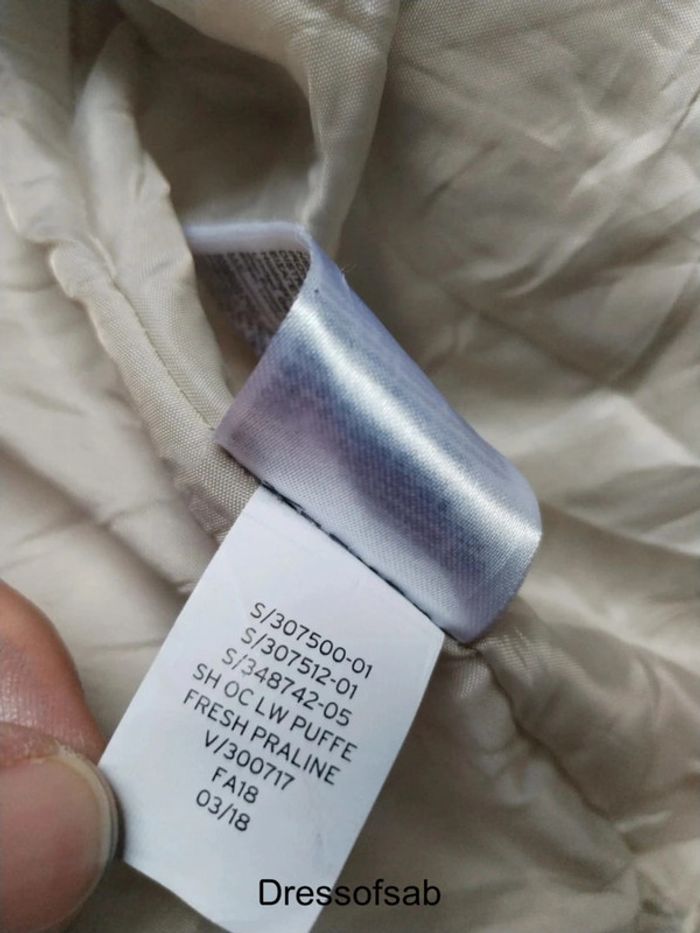 S/307500-01
S/307512-01
S/348742-05
SH OC LW PUFFE
FRESH PRALINE
V/300717
FA18
03/18
Dressofsab